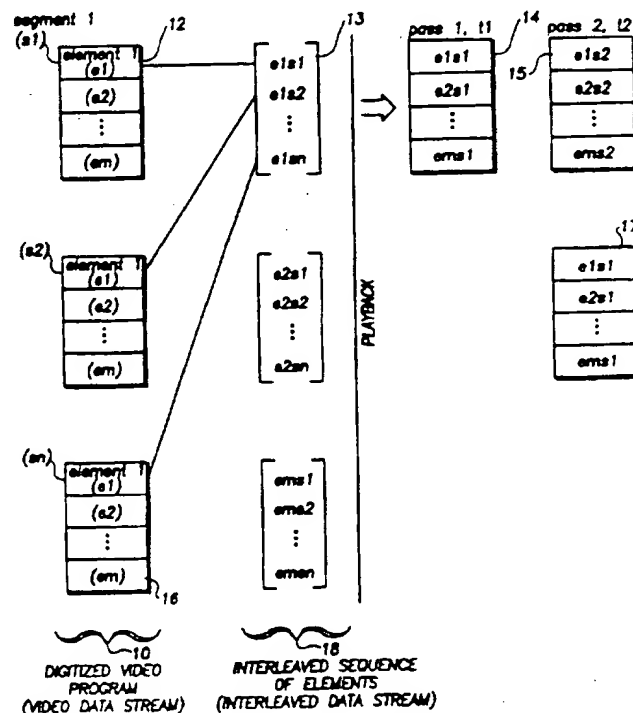 segment 1
(s1)
12
element 1
(e1)
(e2)
⋮
(em)
(s2)
element 1
(e1)
(e2)
⋮
(em)
(sn)
element 1
(e1)
(e2)
⋮
(em)
16
10
DIGITIZED VIDEO
PROGRAM
(VIDEO DATA STREAM)
13
e1s1
e1s2
⋮
e1sn
e2s1
e2s2
⋮
e2sn
ems1
ems2
⋮
emsn
18
INTERLEAVED SEQUENCE
OF ELEMENTS
(INTERLEAVED DATA STREAM)
PLAYBACK
pass 1, t1
14
e1s1
e2s1
⋮
ems1
pass 2, t2
15
e1s2
e2s2
⋮
ems2
17
e1s1
e2s1
⋮
ems1